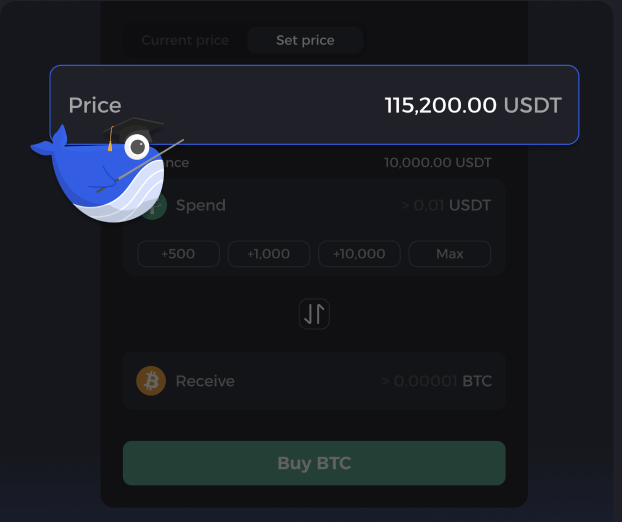 Current price Set price
Price 115,200.00 USDT
nce 10,000.00 USDT
Spend > 0.01 USDT
+500 +1,000 +10,000 Max
Receive > 0.00001 BTC
Buy BTC